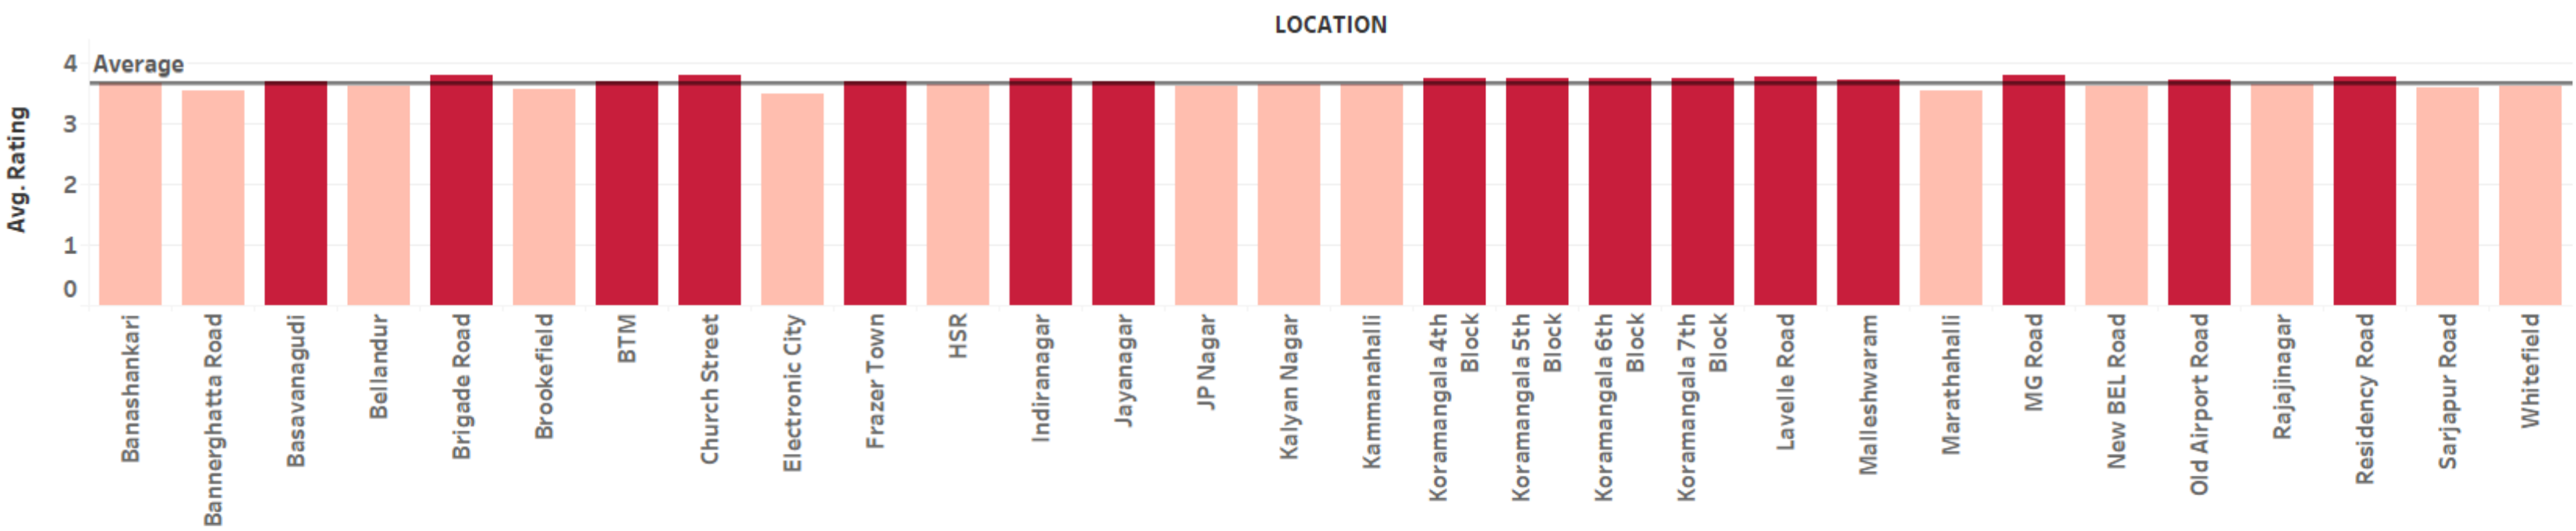 LOCATION
4
Average
3
2
1
0
Avg. Rating
Banashankari
Bannerghatta Road
Basavanagudi
Bellandur
Brigade Road
Brookefield
BTM
Church Street
Electronic City
Frazer Town
HSR
Indiranagar
Jayanagar
JP Nagar
Kalyan Nagar
Kammanahalli
Koramangala 4th
Block
Koramangala 5th
Block
Koramangala 6th
Block
Koramangala 7th
Block
Lavelle Road
Malleshwaram
Marathahalli
MG Road
New BEL Road
Old Airport Road
Rajajinagar
Residency Road
Sarjapur Road
Whitefield